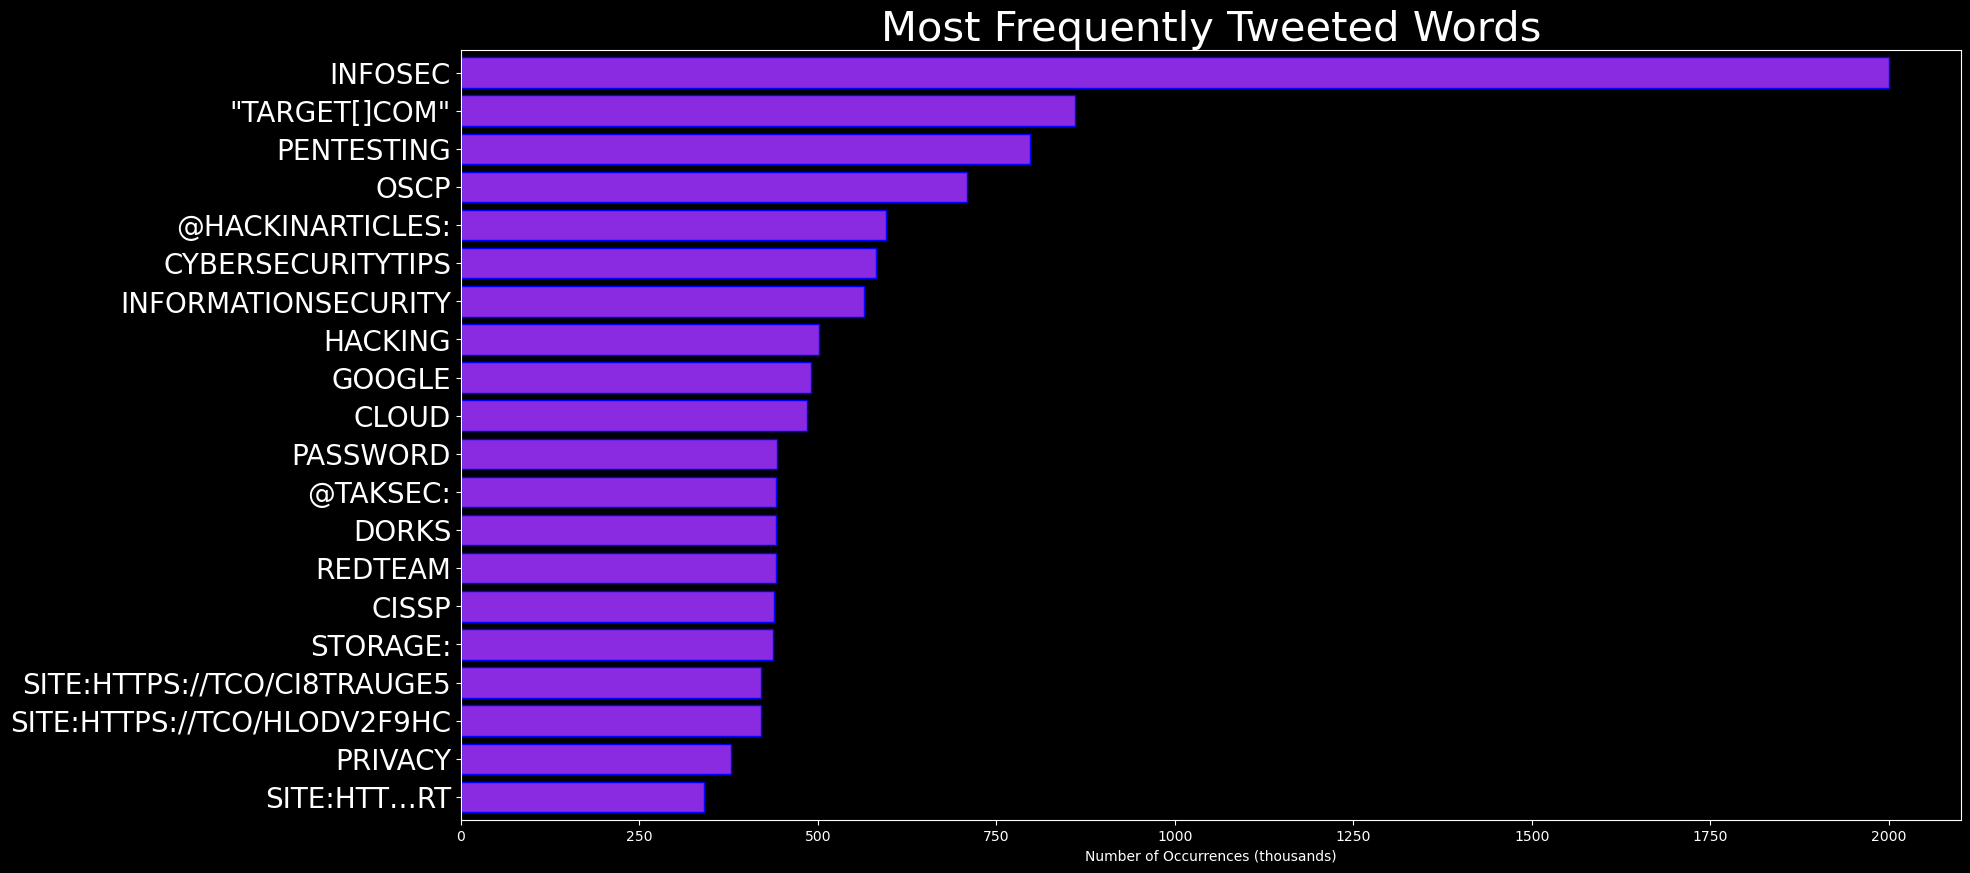 Most Frequently Tweeted Words
INFOSEC
"TARGET[]COM"
PENTESTING
OSCP
@HACKINARTICLES:
CYBERSECURITYTIPS
INFORMATIONSECURITY
HACKING
GOOGLE
CLOUD
PASSWORD
@TAKSEC:
DORKS
REDTEAM
CISSP
STORAGE:
SITE:HTTPS://TCO/CI8TRAUGE5
SITE:HTTPS://TCO/HLODV2F9HC
PRIVACY
SITE:HTT…RT
0 250 500 750 1000 1250 1500 1750 2000
Number of Occurrences (thousands)